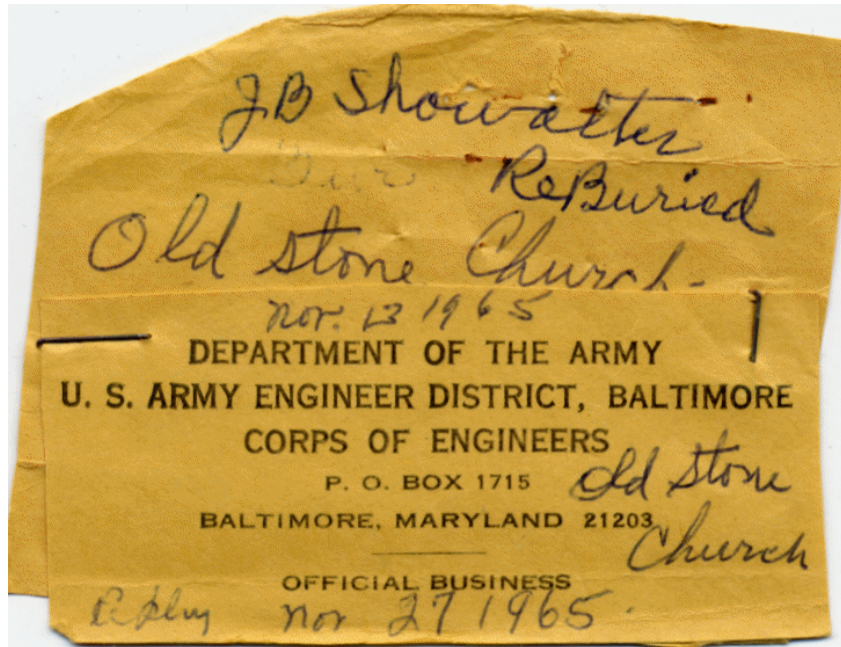 JB Showalter
ReBuried
Old Stone Church
Nov. 13 1965
DEPARTMENT OF THE ARMY
U. S. ARMY ENGINEER DISTRICT, BALTIMORE
CORPS OF ENGINEERS
P. O. BOX 1715
BALTIMORE, MARYLAND 21203
Old Stone
Church
OFFICIAL BUSINESS
Nov 27 1965